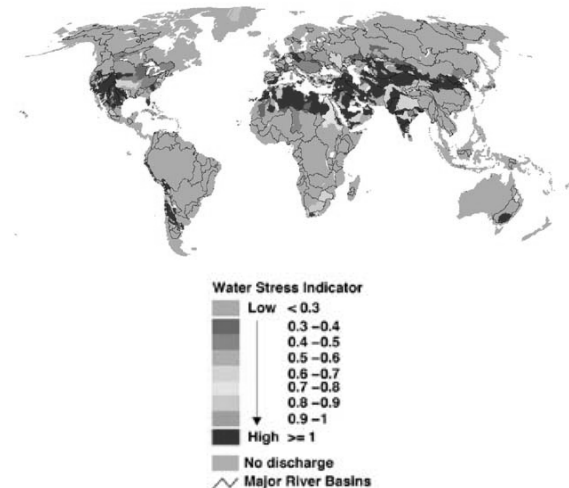 Water Stress Indicator
Low < 0.3
0.3 -0.4
0.4 -0.5
0.5 -0.6
0.6 -0.7
0.7 -0.8
0.8 -0.9
0.9 -1
High >= 1
No discharge
Major River Basins